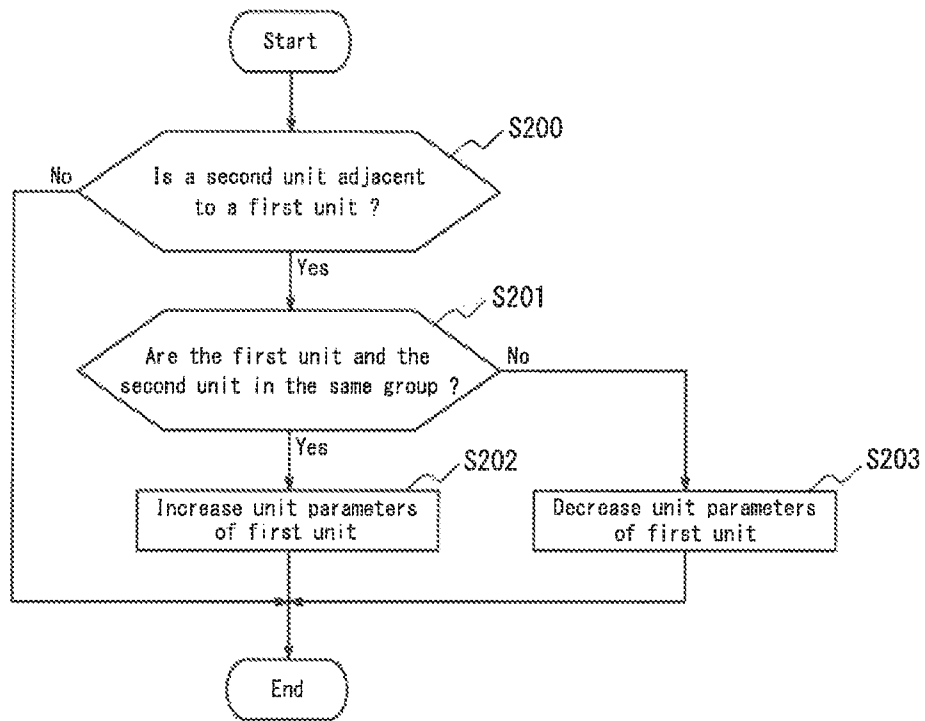 Start
S200
Is a second unit adjacent
to a first unit ?
No
Yes
S201
Are the first unit and the
second unit in the same group ?
No
Yes
S202
Increase unit parameters
of first unit
S203
Decrease unit parameters
of first unit
End